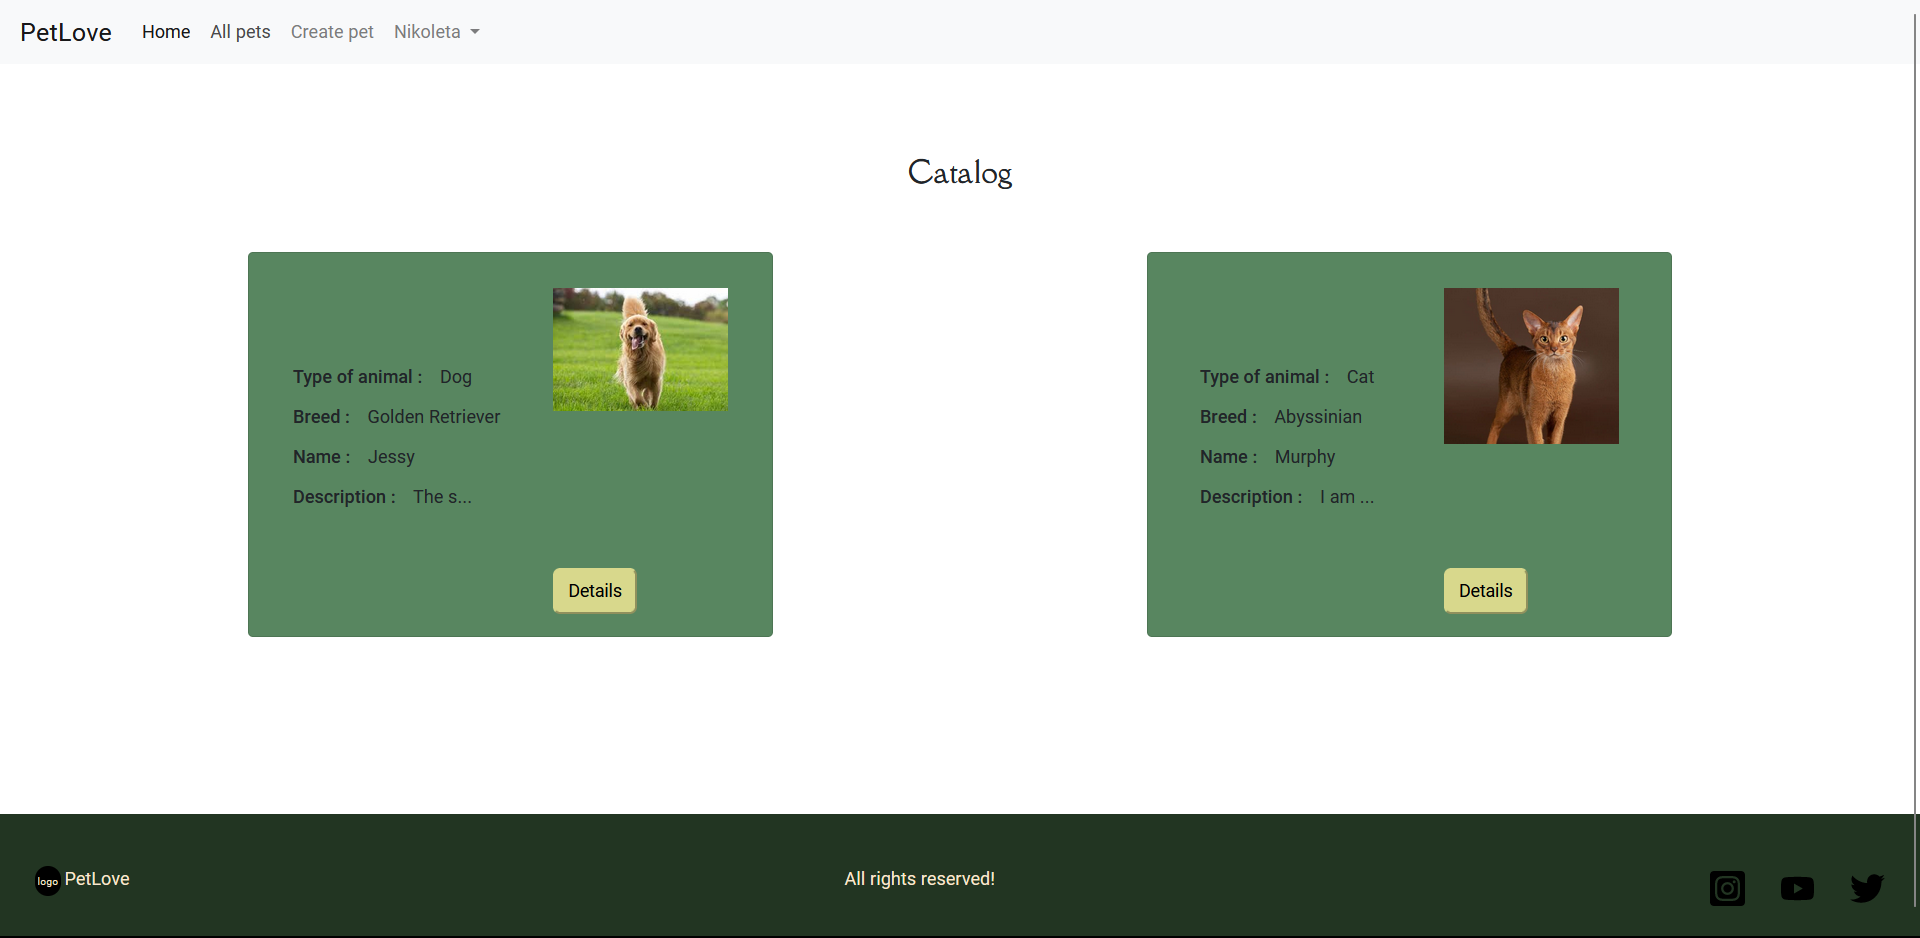 PetLove Home All pets Create pet Nikoleta
Catalog
Type of animal : Dog
Breed : Golden Retriever
Name : Jessy
Description : The s...
Details
Type of animal : Cat
Breed : Abyssinian
Name : Murphy
Description : I am ...
Details
logo PetLove
All rights reserved!